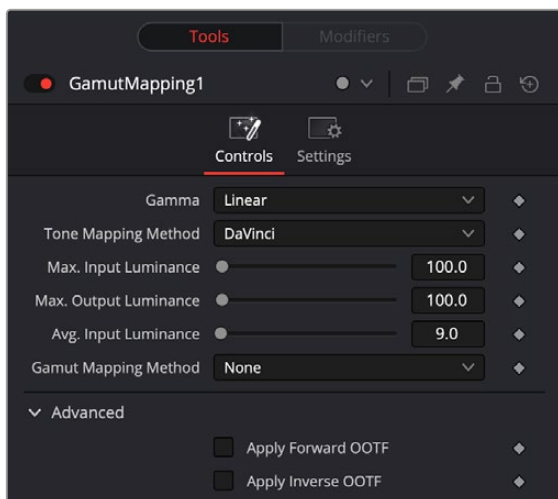 Tools Modifiers
GamutMapping1
Controls Settings
Gamma Linear
Tone Mapping Method DaVinci
Max. Input Luminance 100.0
Max. Output Luminance 100.0
Avg. Input Luminance 9.0
Gamut Mapping Method None
Advanced
Apply Forward OOTF
Apply Inverse OOTF